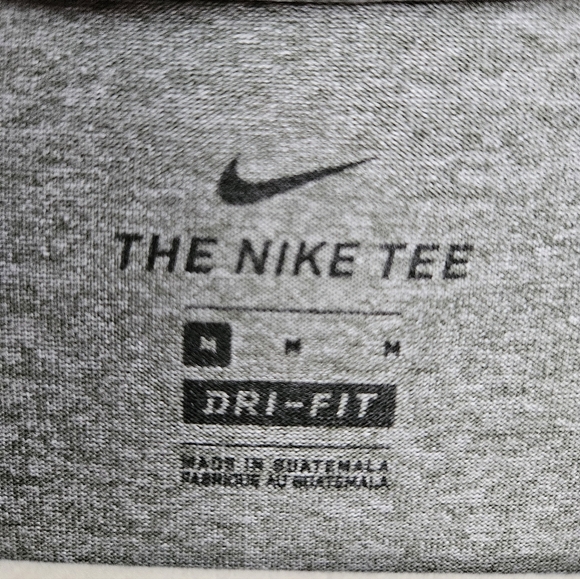 THE NIKE TEE
M M M
DRI-FIT
MADE IN GUATEMALA
FABRIQUÉ AU GUATEMALA